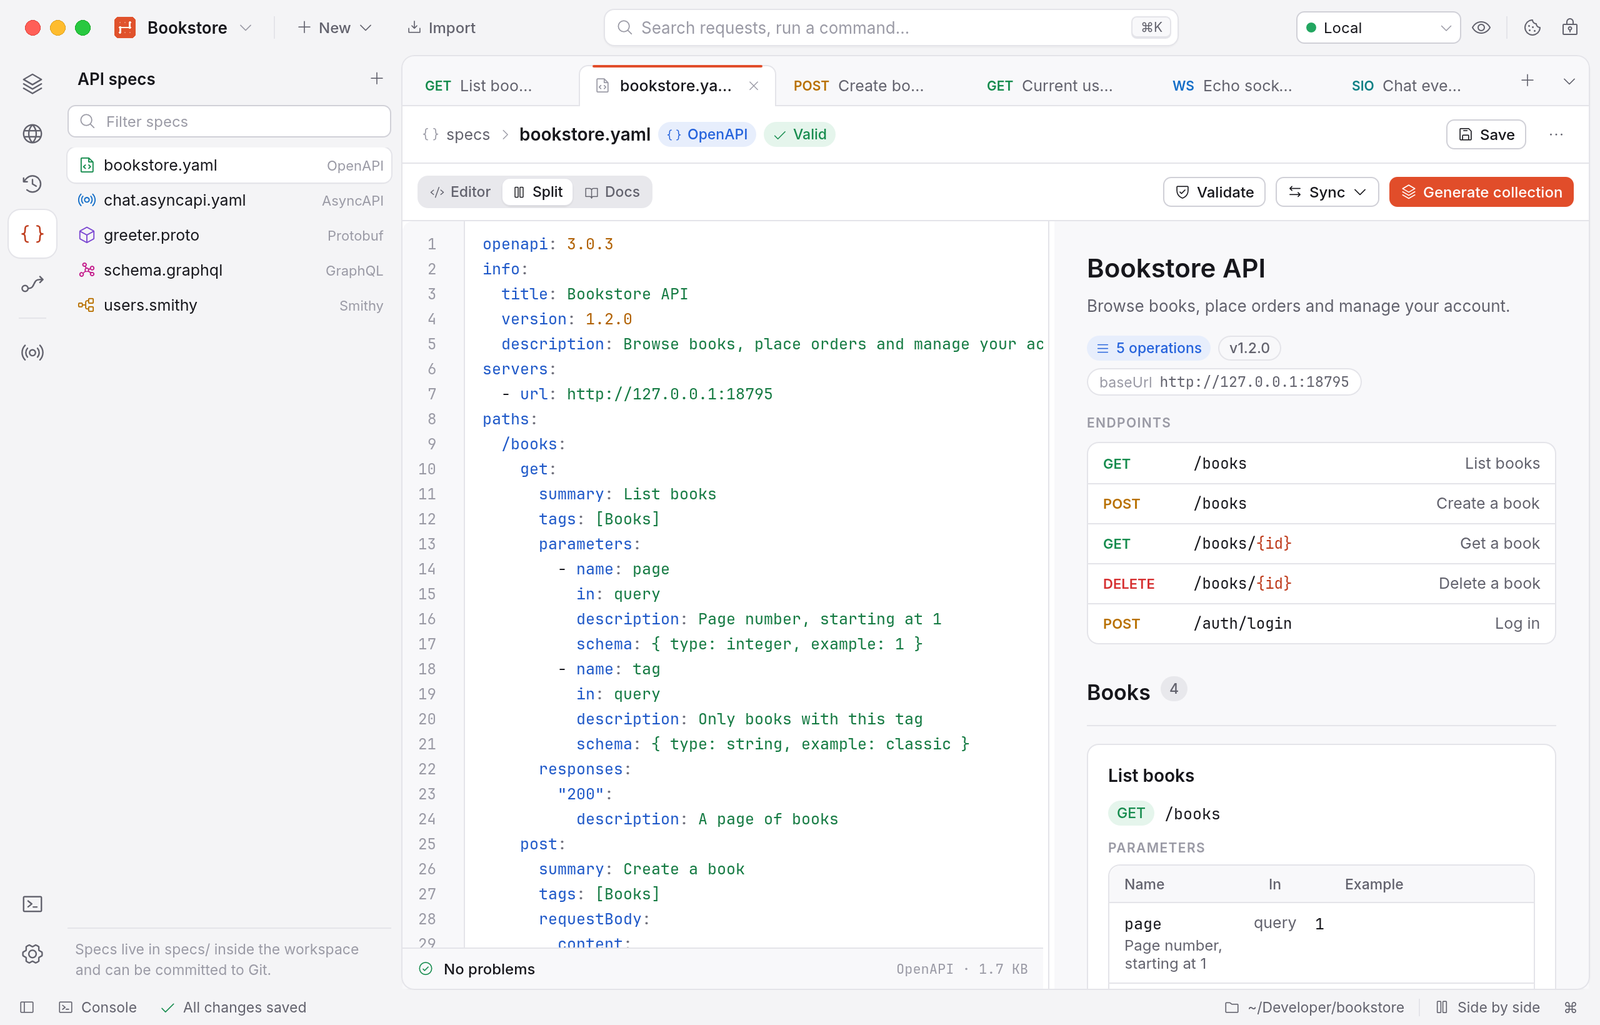 Bookstore
New
Import
Search requests, run a command...
⌘K
Local
API specs
Filter specs
bookstore.yaml OpenAPI
chat.asyncapi.yaml AsyncAPI
greeter.proto Protobuf
schema.graphql GraphQL
users.smithy Smithy
Specs live in specs/ inside the workspace
and can be committed to Git.
GET List boo...
bookstore.ya...
POST Create bo...
GET Current us...
WS Echo sock...
SIO Chat eve...
{} specs > bookstore.yaml {} OpenAPI Valid
Save
Editor
Split
Docs
Validate
Sync
Generate collection
1 openapi: 3.0.3
2 info:
3 title: Bookstore API
4 version: 1.2.0
5 description: Browse books, place orders and manage your ac
6 servers:
7 - url: http://127.0.0.1:18795
8 paths:
9 /books:
10 get:
11 summary: List books
12 tags: [Books]
13 parameters:
14 - name: page
15 in: query
16 description: Page number, starting at 1
17 schema: { type: integer, example: 1 }
18 - name: tag
19 in: query
20 description: Only books with this tag
21 schema: { type: string, example: classic }
22 responses:
23 "200":
24 description: A page of books
25 post:
26 summary: Create a book
27 tags: [Books]
28 requestBody:
29 content:
No problems
OpenAPI · 1.7 KB
Bookstore API
Browse books, place orders and manage your account.
5 operations
v1.2.0
baseUrl http://127.0.0.1:18795
ENDPOINTS
GET /books List books
POST /books Create a book
GET /books/{id} Get a book
DELETE /books/{id} Delete a book
POST /auth/login Log in
Books 4
List books
GET /books
PARAMETERS
Name In Example
page query 1
Page number,
starting at 1
Console
All changes saved
~/Developer/bookstore
Side by side
⌘